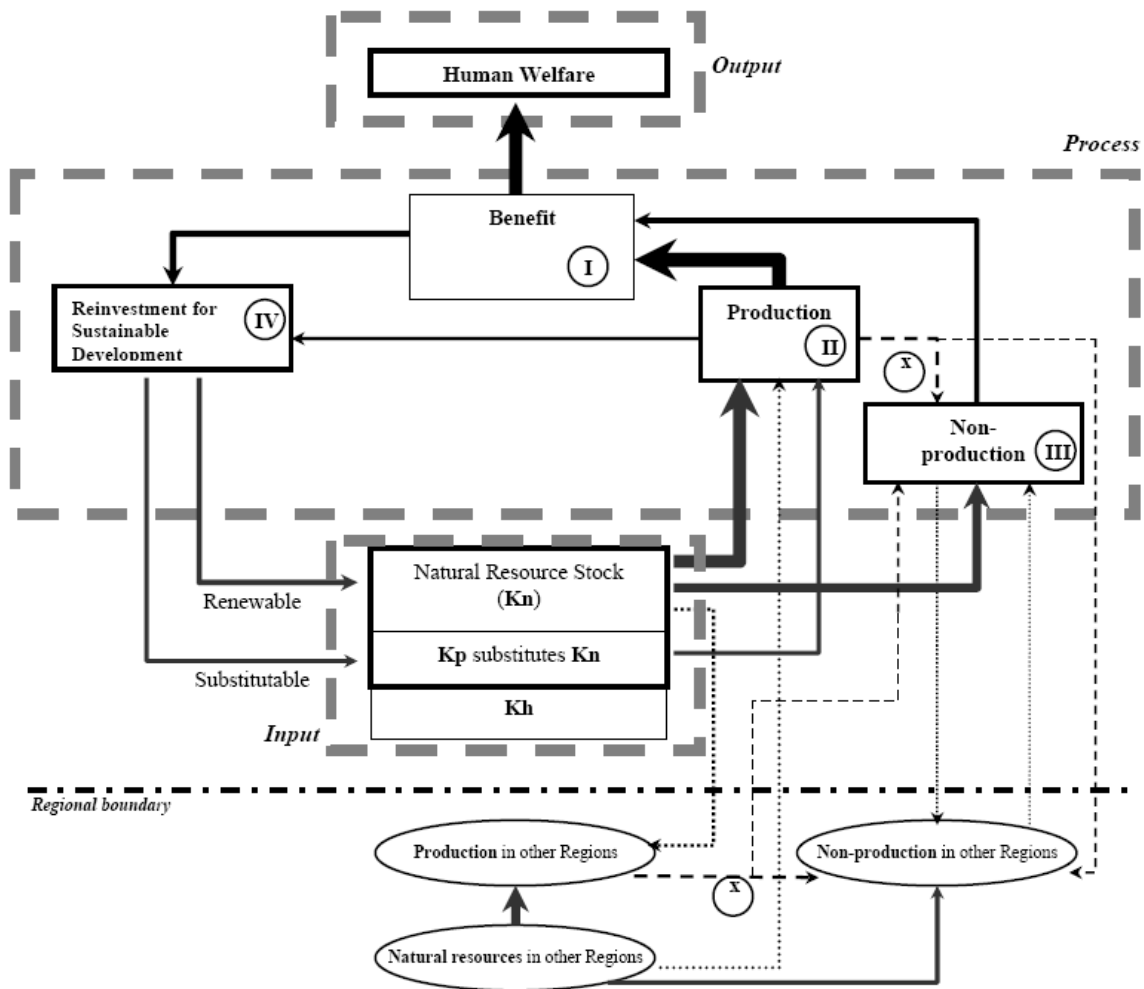 Human Welfare
Output
Process
Benefit
I
Reinvestment for
Sustainable
Development
IV
Production
II
x
Non-
production
III
Natural Resource Stock
(Kn)
Renewable
Kp substitutes Kn
Substitutable
Kh
Input
Regional boundary
Production in other Regions
Non-production in other Regions
x
Natural resources in other Regions